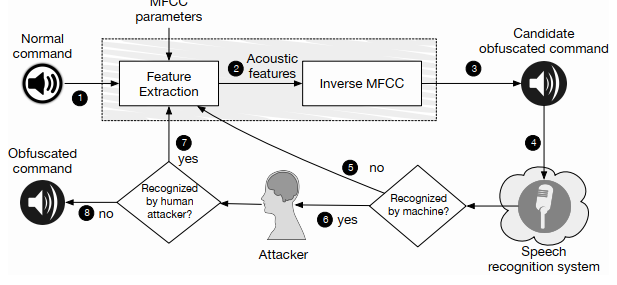 MFCC
parameters
Normal
command
Candidate
obfuscated command
Feature
Extraction
Acoustic
features
Inverse MFCC
1
2
3
4
5 no
7
yes
Obfuscated
command
Recognized
by human
attacker?
8 no
6 yes
Recognized
by machine?
Attacker
Speech
recognition system